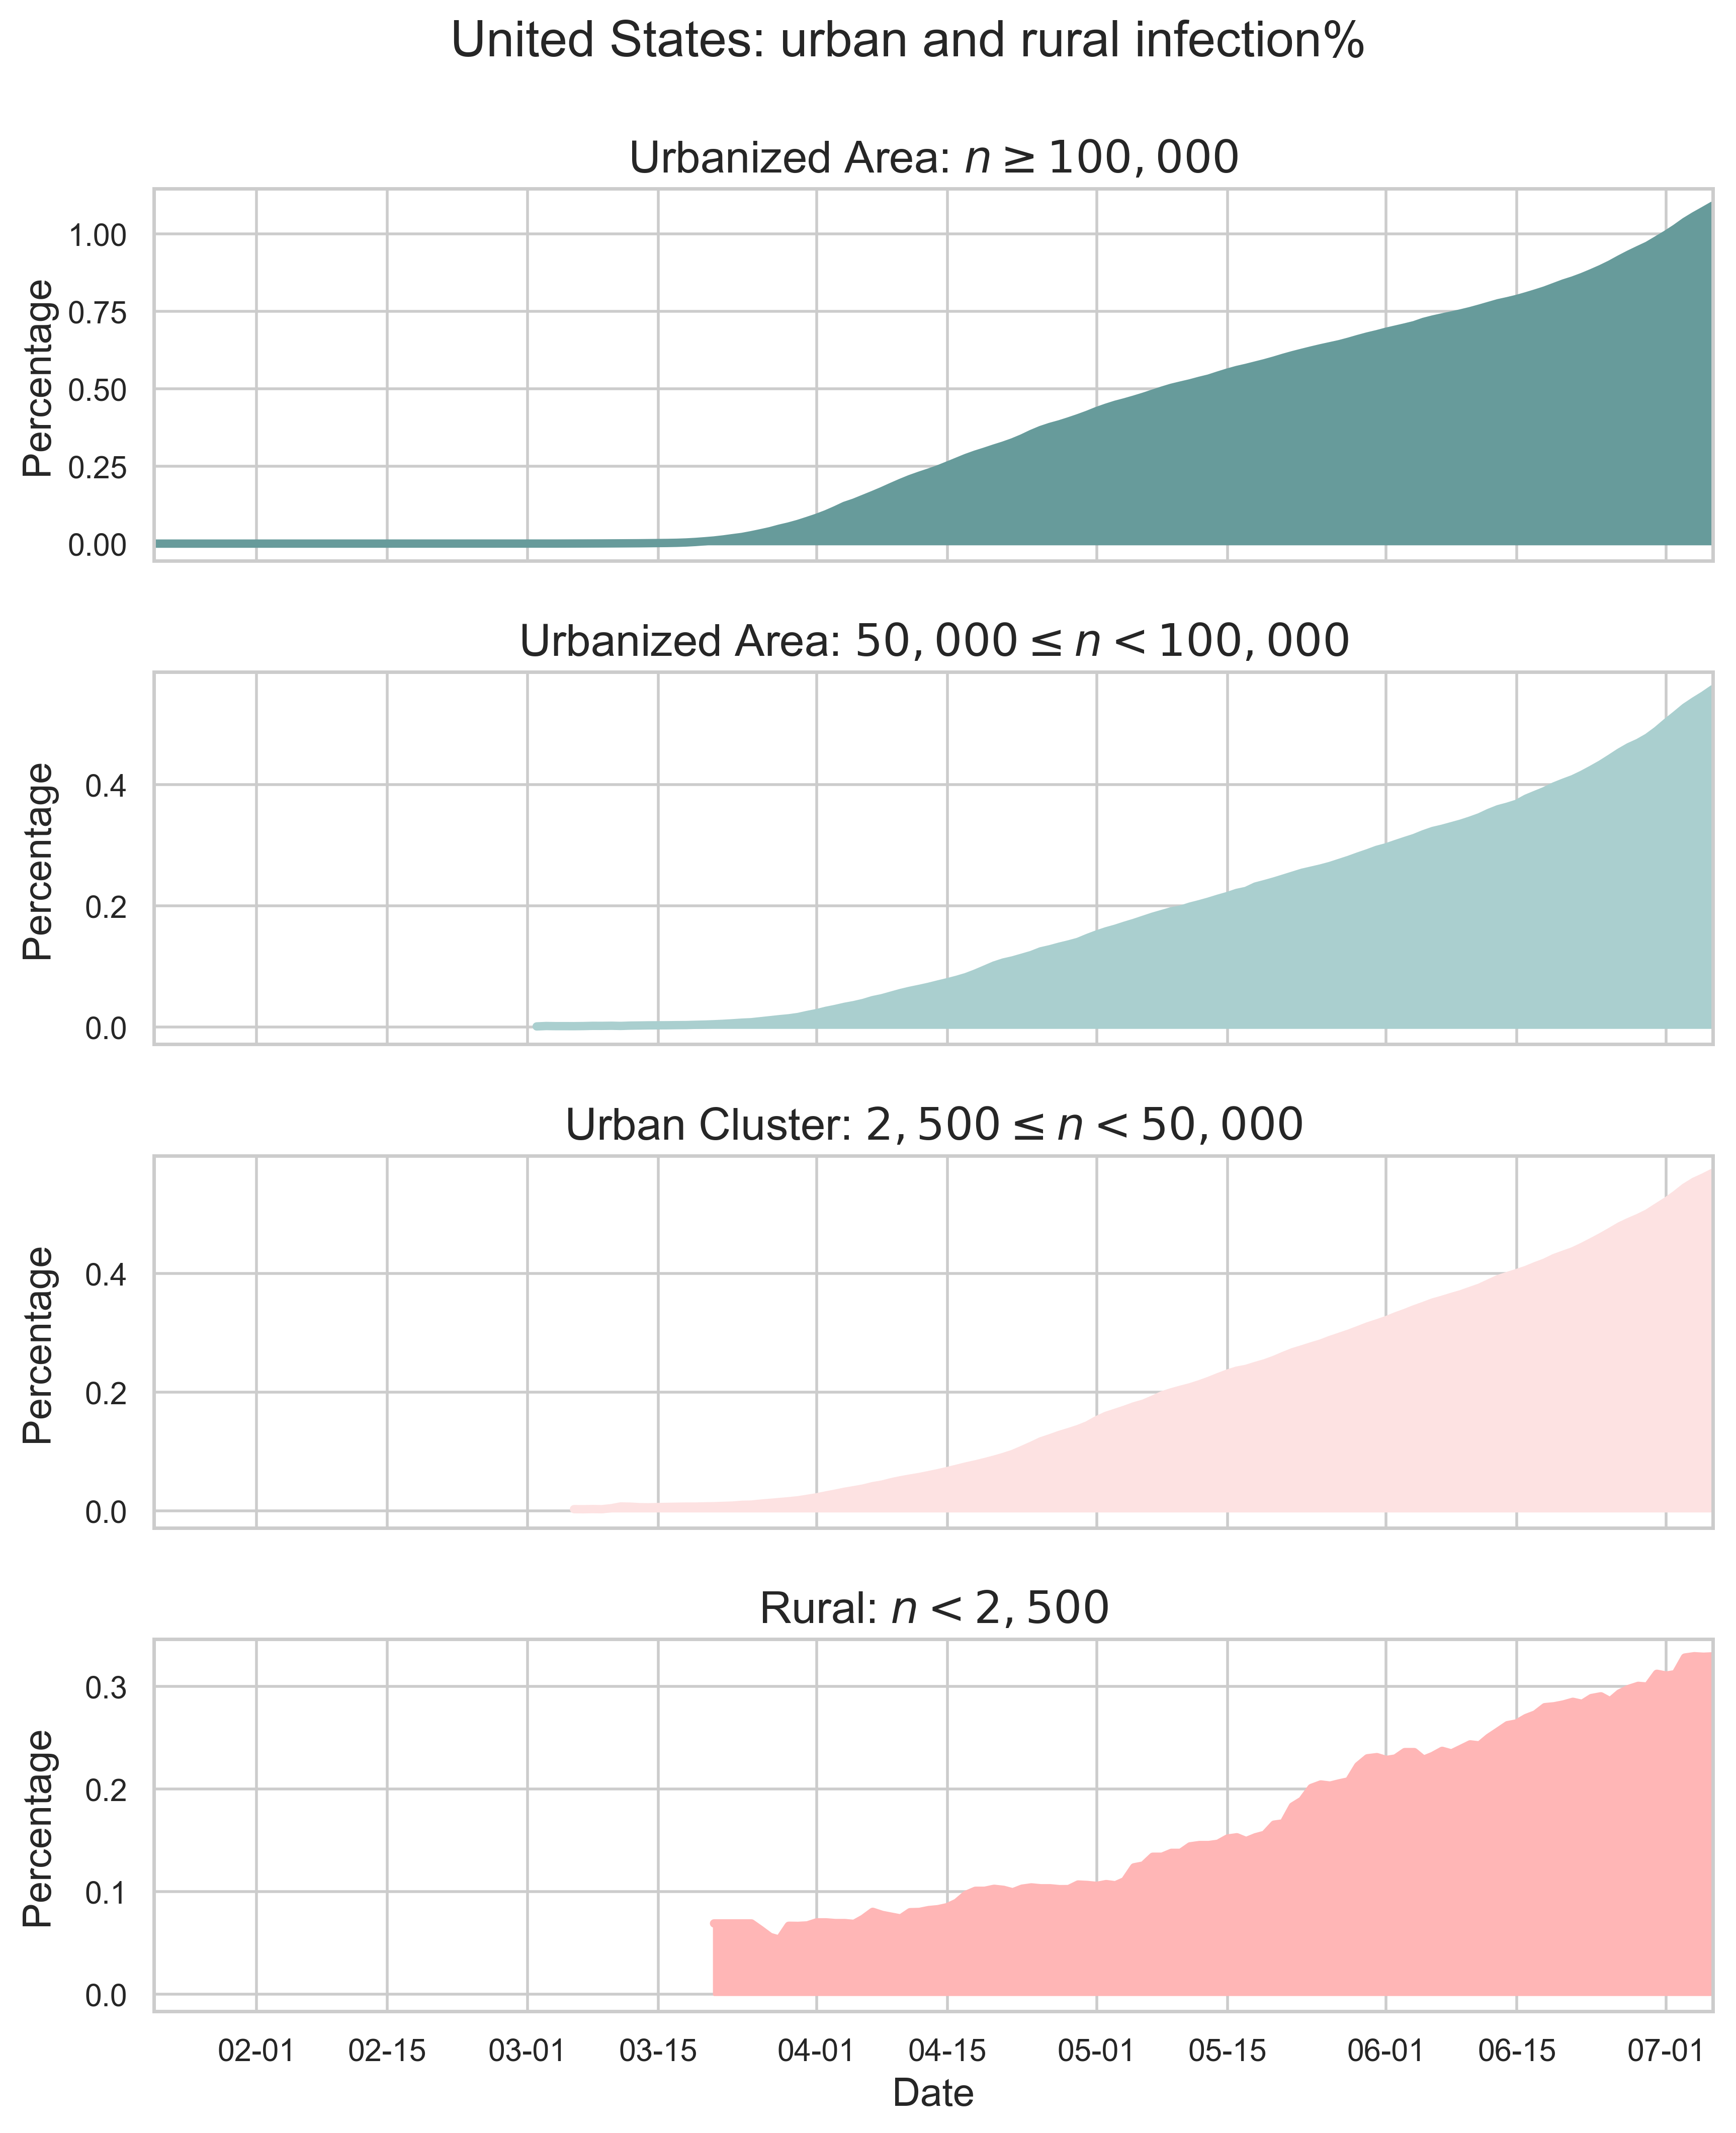 United States: urban and rural infection%
Urbanized Area: n ≥ 100,000
Percentage
1.00
0.75
0.50
0.25
0.00
Urbanized Area: 50,000 ≤ n < 100,000
Percentage
0.4
0.2
0.0
Urban Cluster: 2,500 ≤ n < 50,000
Percentage
0.4
0.2
0.0
Rural: n < 2,500
Percentage
0.3
0.2
0.1
0.0
02-01 02-15 03-01 03-15 04-01 04-15 05-01 05-15 06-01 06-15 07-01
Date